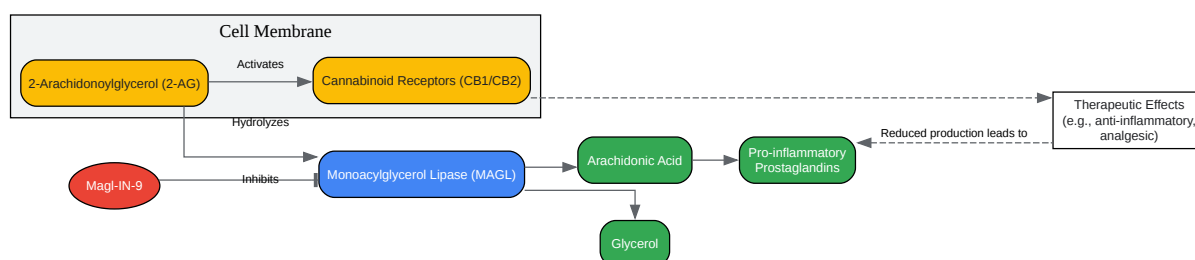 Cell Membrane
2-Arachidonoylglycerol (2-AG)
Activates
Cannabinoid Receptors (CB1/CB2)
Hydrolyzes
Therapeutic Effects
(e.g., anti-inflammatory,
analgesic)
Reduced production leads to
Magl-IN-9
Inhibits
Monoacylglycerol Lipase (MAGL)
Arachidonic Acid
Pro-inflammatory
Prostaglandins
Glycerol